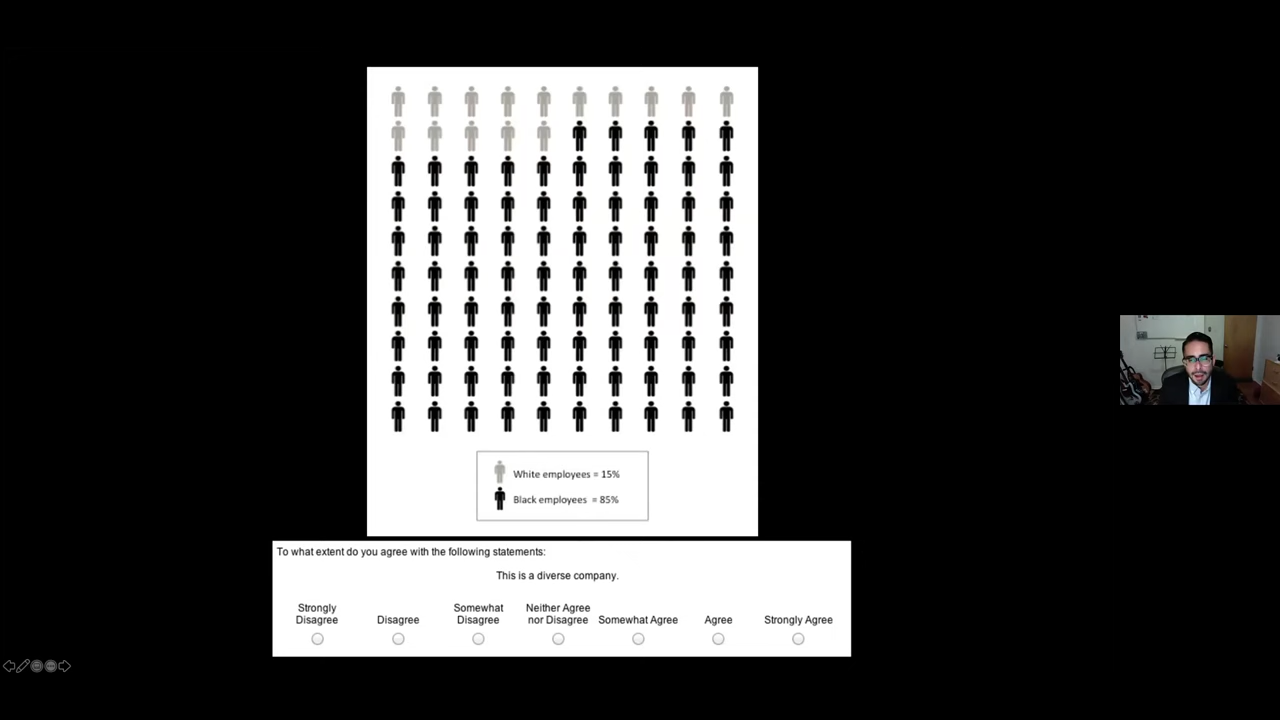 White employees = 15%
Black employees = 85%
To what extent do you agree with the following statements:
This is a diverse company.
Strongly Disagree
Disagree
Somewhat Disagree
Neither Agree nor Disagree
Somewhat Agree
Agree
Strongly Agree